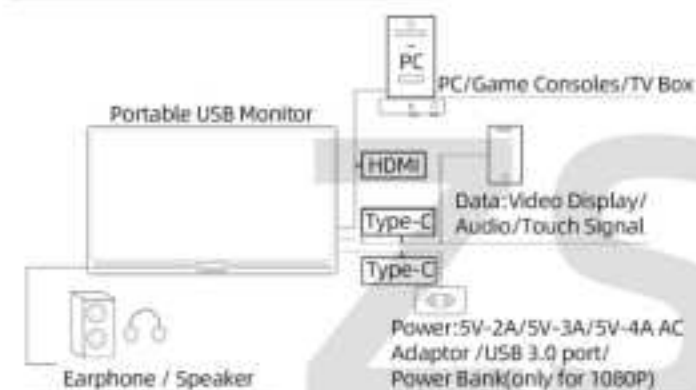 PC
PC/Game Consoles/TV Box
Portable USB Monitor
HDMI
Data:Video Display/
Audio/Touch Signal
Type-C
Type-C
Power:5V-2A/5V-3A/5V-4A AC
Adaptor /USB 3.0 port/
Power Bank(only for 1080P)
Earphone / Speaker